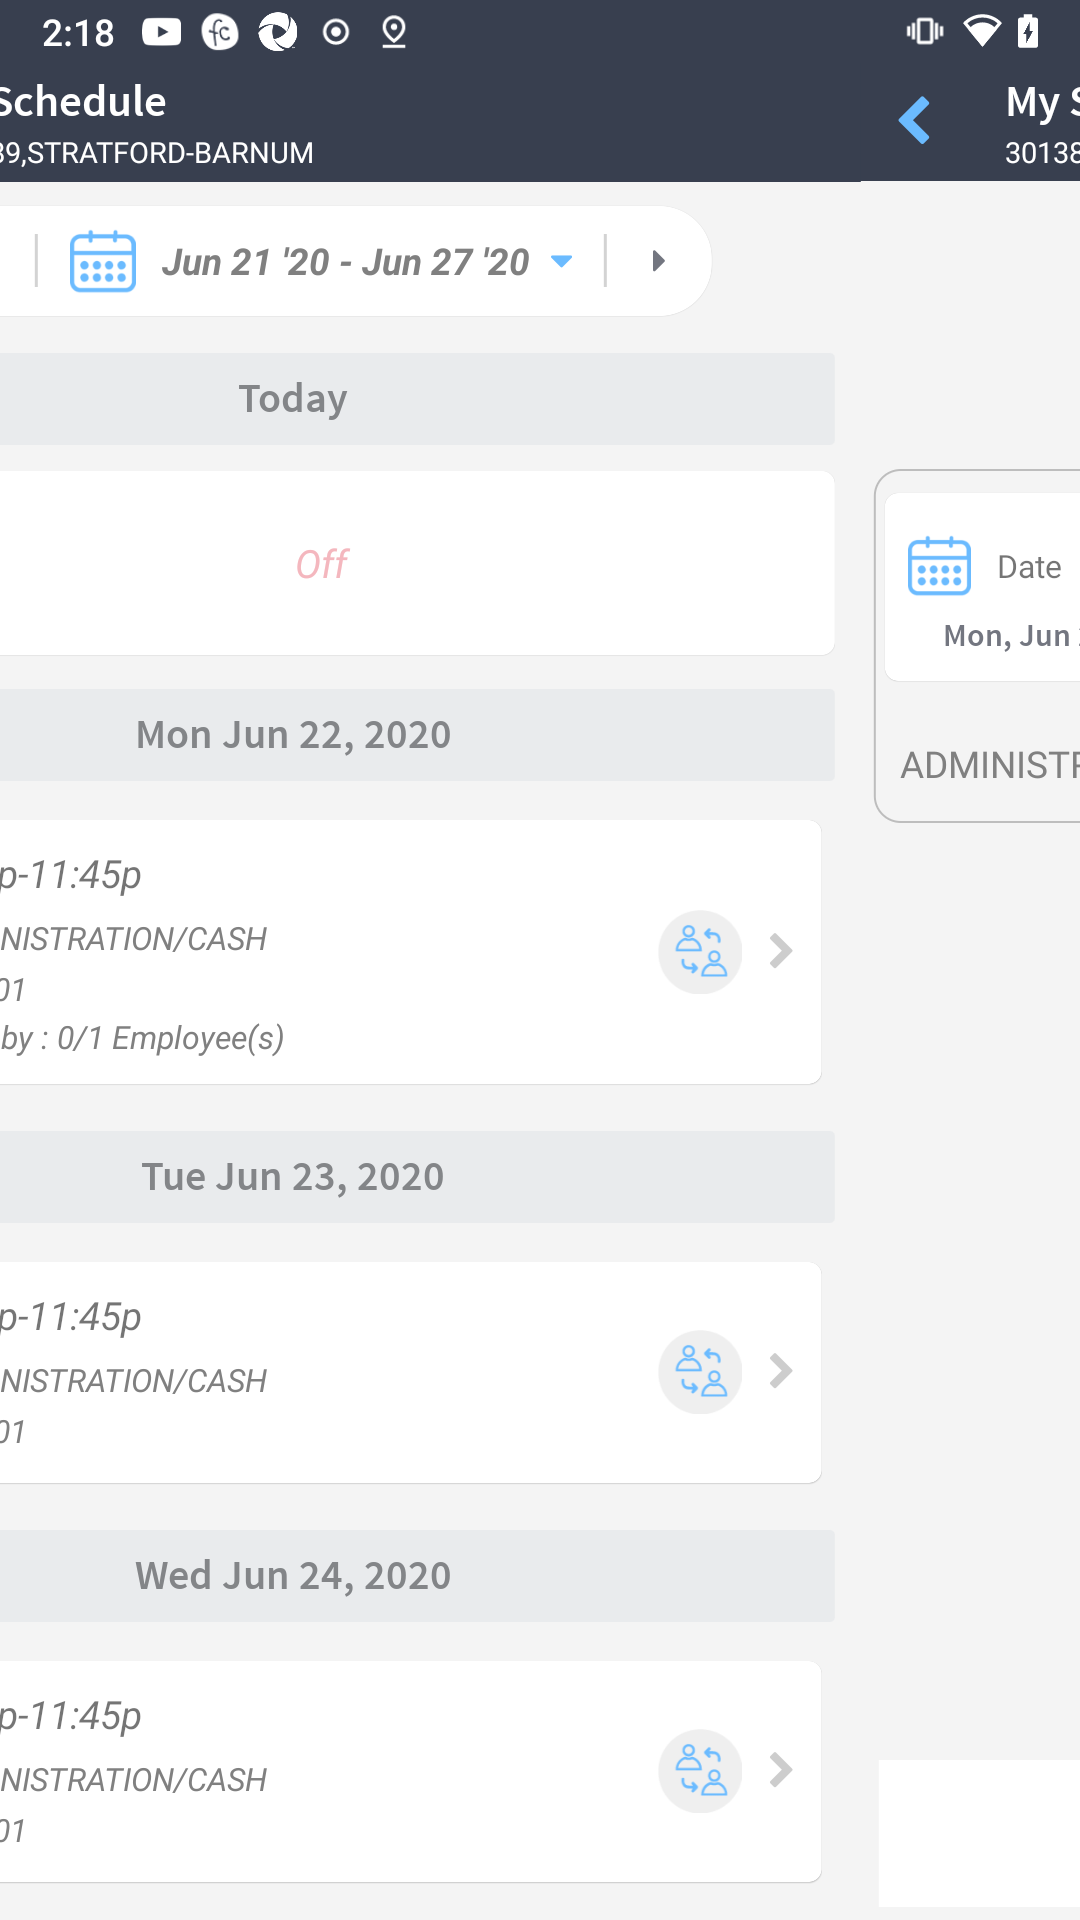 2:18
Schedule
39,STRATFORD-BARNUM
My S
30138
Jun 21 '20 - Jun 27 '20
Today
Off
Date
Mon, Jun
ADMINISTR
Mon Jun 22, 2020
p-11:45p
NISTRATION/CASH
01
by : 0/1 Employee(s)
Tue Jun 23, 2020
p-11:45p
NISTRATION/CASH
01
Wed Jun 24, 2020
p-11:45p
NISTRATION/CASH
01